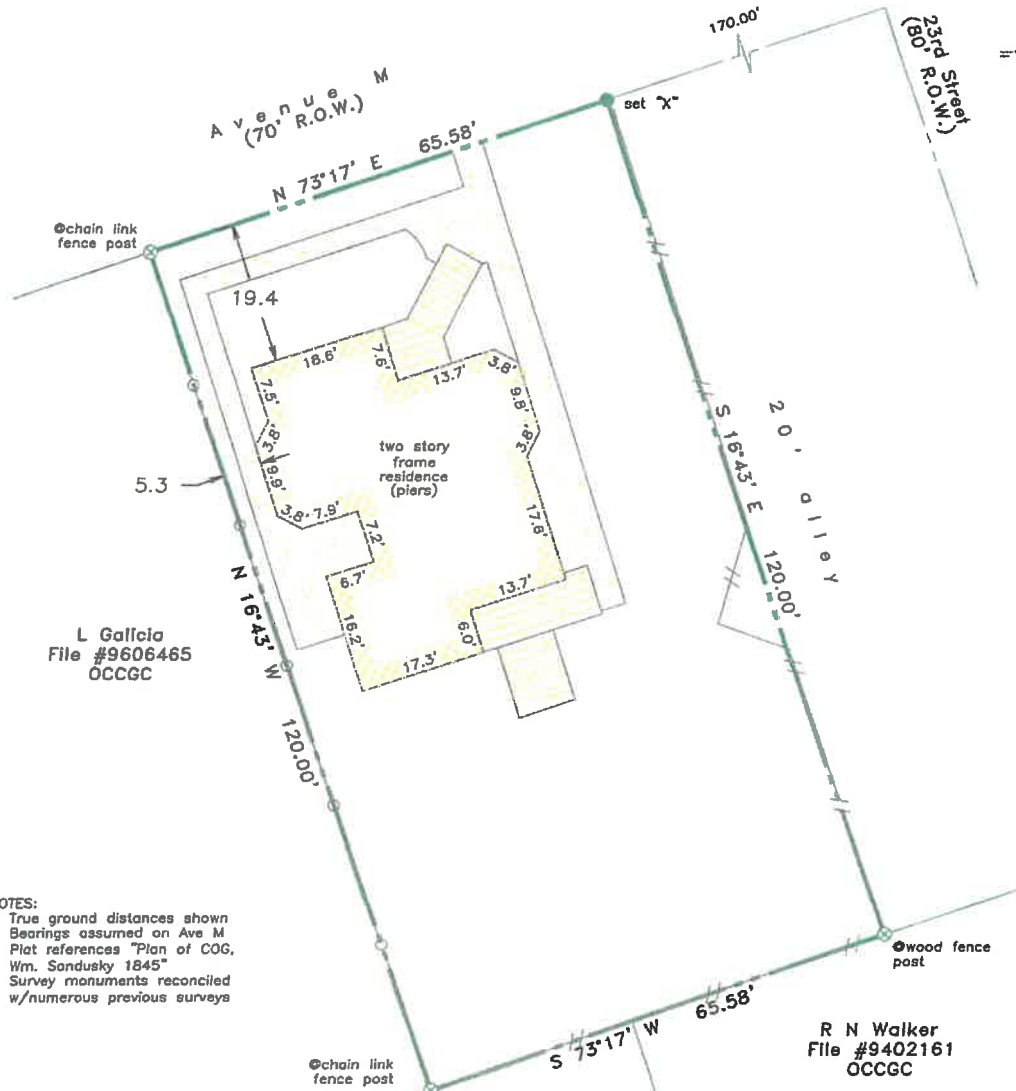 170.00'
23rd Street
(80' R.O.W.)
Avenue M
(70' R.O.W.)
set "X"
N 73°17' E 65.58'
@chain link
fence post
19.4
18.6'
7.6'
13.7'
3.8'
9.8'
3.8'
7.5'
3.8'
9.9'
two story
frame
residence
(piers)
5.3
3.8'
7.9'
7.2'
17.6'
6.7'
13.7'
16.2'
6.0'
17.3'
S 16°43' E 120.00'
20' alley
N 16°43' W 120.00'
L Galicia
File #9606465
OCCGC
OTES:
True ground distances shown
Bearings assumed on Ave M
Plat references "Plan of COG,
Wm. Sandusky 1845"
Survey monuments reconciled
w/numerous previous surveys
@wood fence
post
S 73°17' W 65.58'
R N Walker
File #9402161
OCCGC
@chain link
fence post